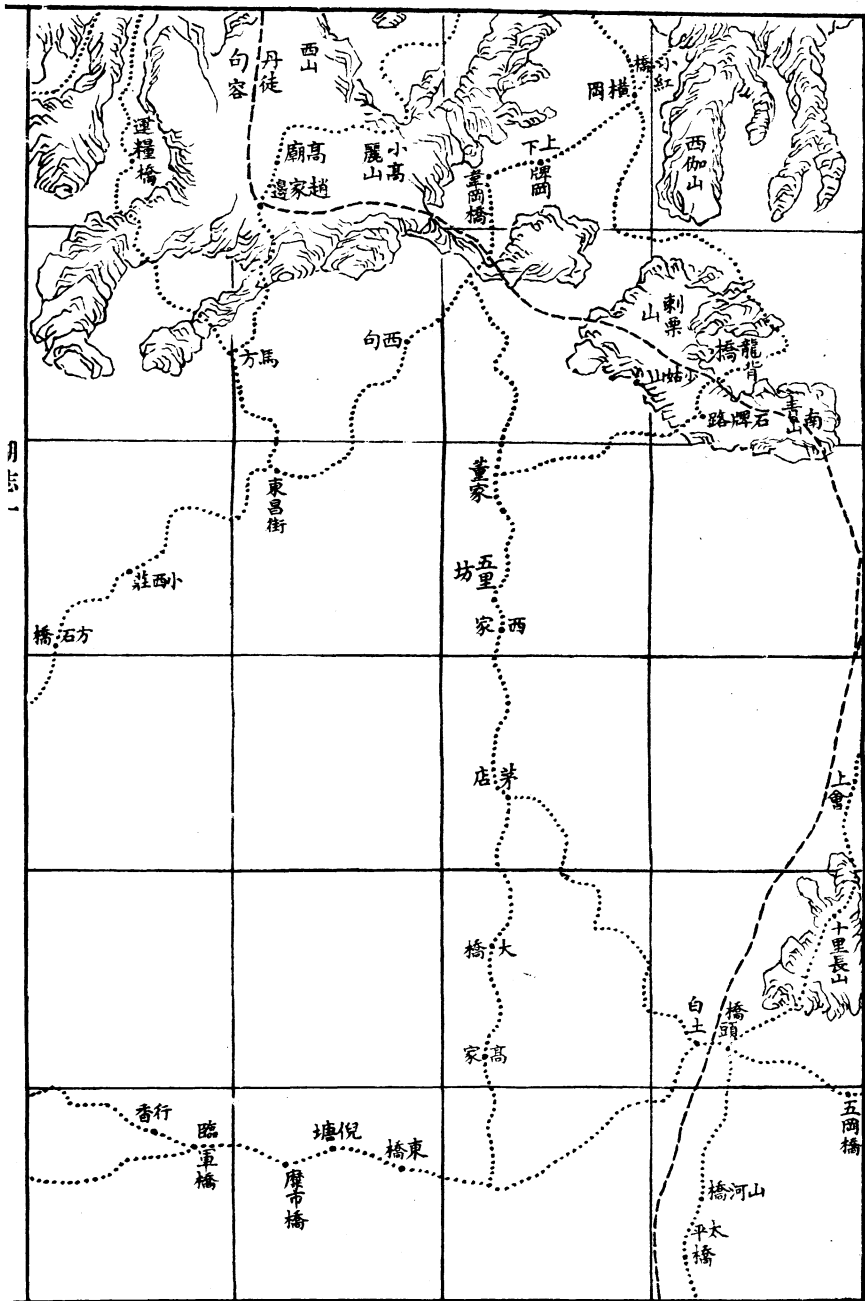 西山
丹徒
句容
小紅橋
橫岡
西伽山
運糧橋
高廟
小高麗山
趙家邊
上下牌岡
韋岡橋
刺栗山
龍背橋
小姑山
南青山
石牌路
西句
馬方
東昌街
董家
五里坊
西家
小西莊
方石橋
茅店
上會
十里長山
大橋
高家
白土
橋頭
五岡橋
行香
臨軍橋
倪塘
東橋
糜市橋
山河橋
太平橋
志一